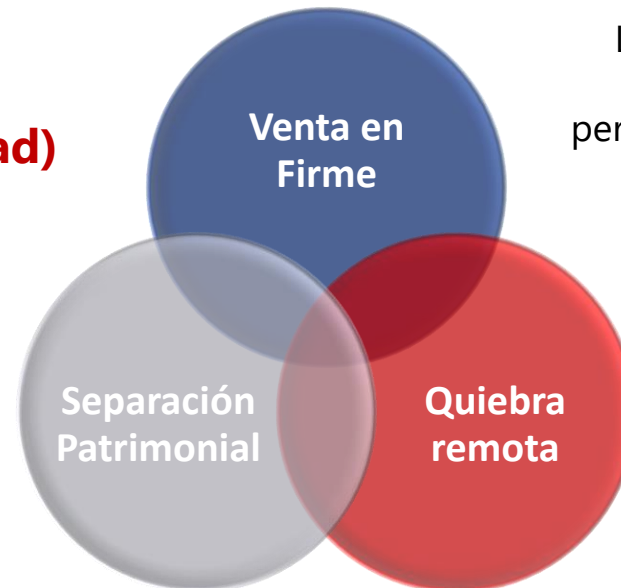 Venta en
Firme
ad)
per
Separación
Patrimonial
Quiebra
remota